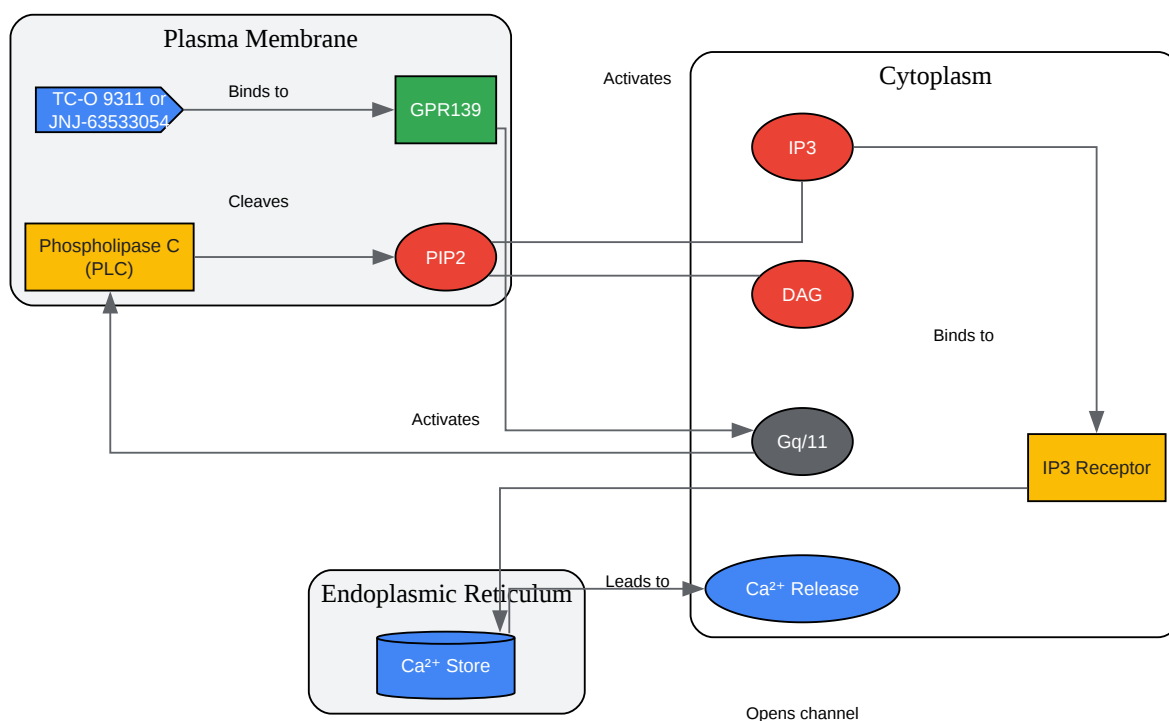 Plasma Membrane
TC-O 9311 or
JNJ-63533054
Binds to
GPR139
Cleaves
Phospholipase C
(PLC)
PIP2
Activates
Cytoplasm
IP3
DAG
Binds to
Activates
Gq/11
IP3 Receptor
Endoplasmic Reticulum
Leads to
Ca²⁺ Release
Ca²⁺ Store
Opens channel